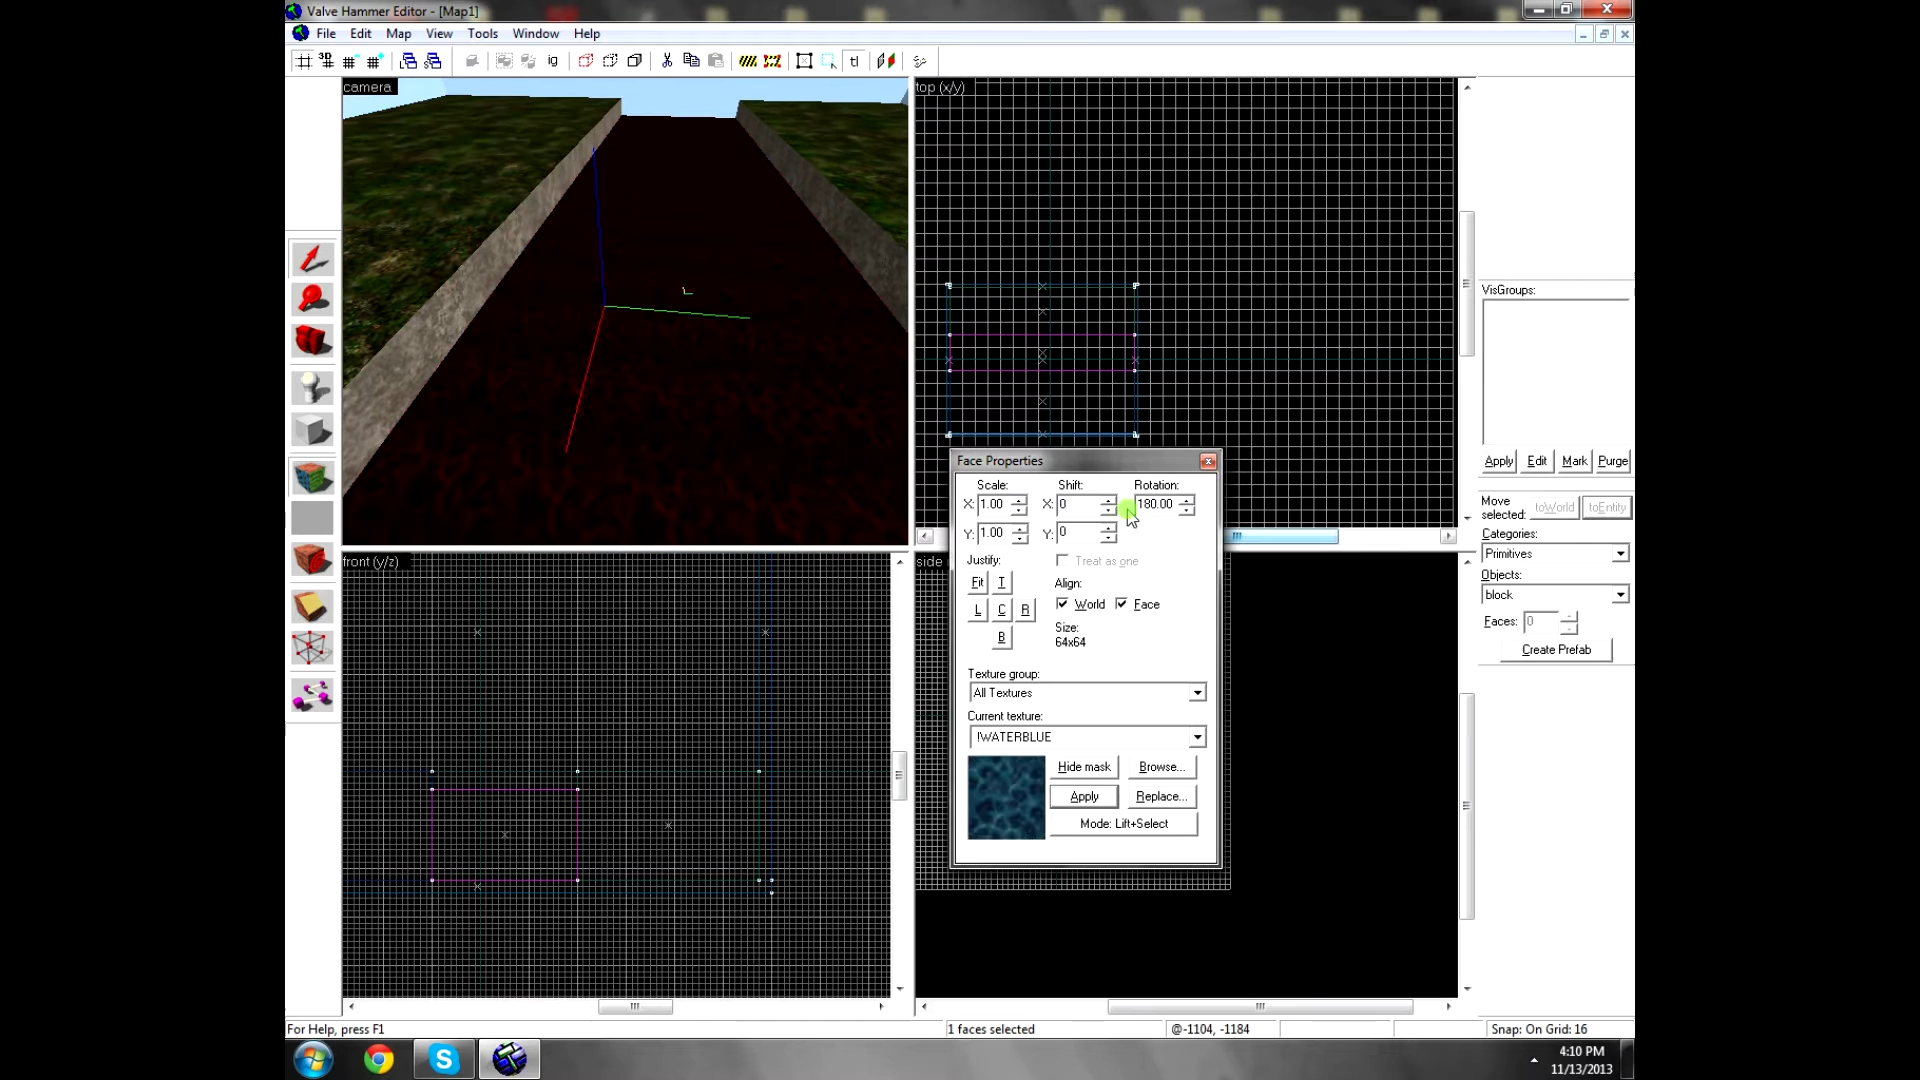 Valve Hammer Editor - [Map1]
File Edit Map View Tools Window Help
camera
top (x/y)
front (y/z)
side
Face Properties
Scale: Shift: Rotation:
X: 1.00 X: 0 180.00
Y: 1.00 Y: 0
Justify: Treat as one
Fit T Align:
L C R World Face
B Size:
64x64
Texture group:
All Textures
Current texture:
!WATERBLUE
Hide mask Browse...
Apply Replace...
Mode: Lift+Select
VisGroups:
Apply Edit Mark Purge
Move
selected: toWorld toEntity
Categories:
Primitives
Objects:
block
Faces: 0
Create Prefab
For Help, press F1 1 faces selected @-1104, -1184 Snap: On Grid: 16
4:10 PM
11/13/2013